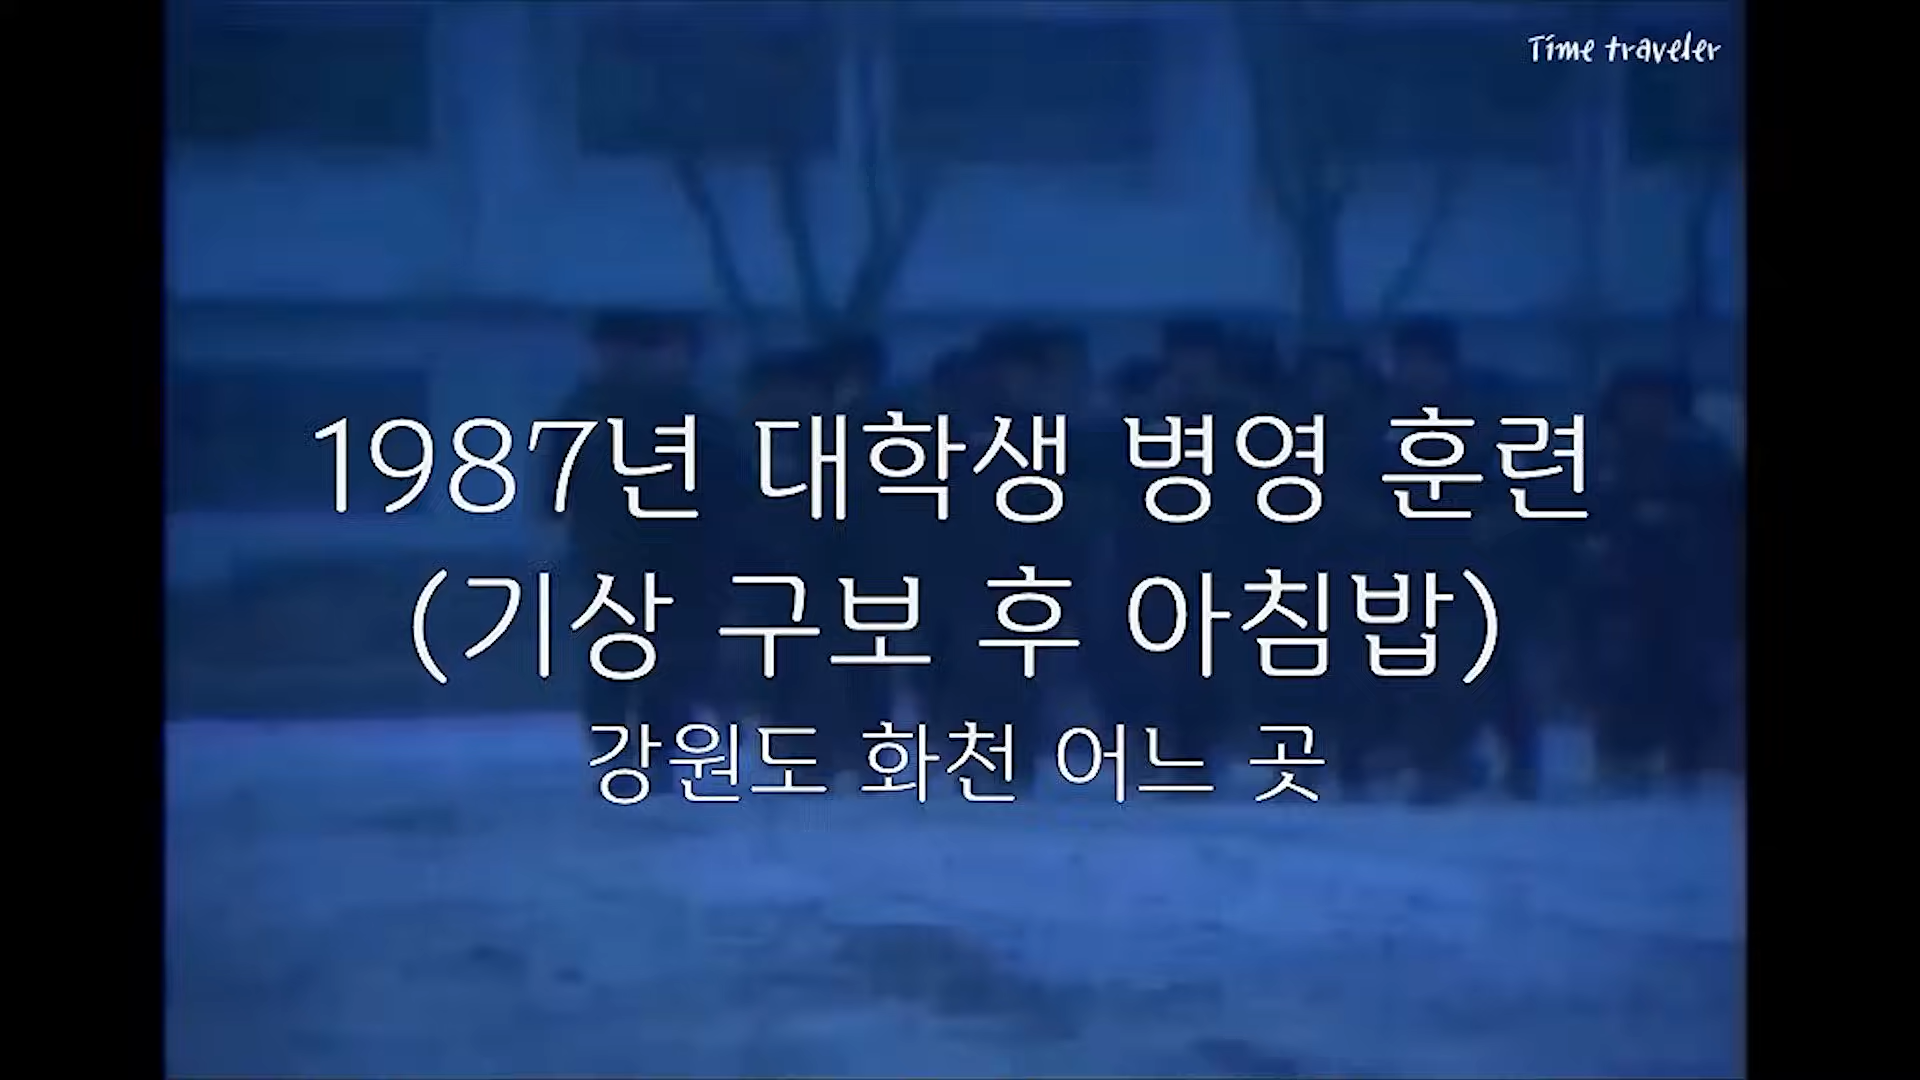 Time traveler
1987년 대학생 병영 훈련
(기상 구보 후 아침밥)
강원도 화천 어느 곳